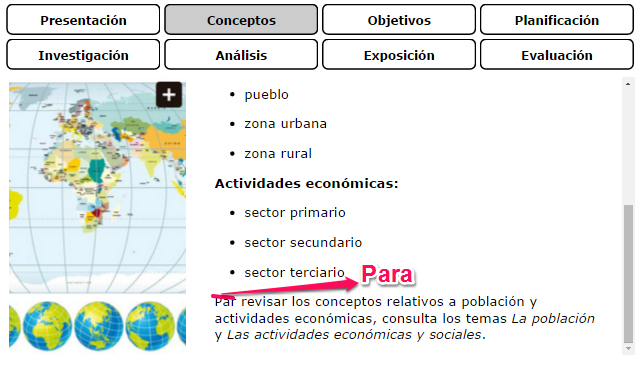 Presentación Conceptos Objetivos Planificación
Investigación Análisis Exposición Evaluación
• pueblo
• zona urbana
• zona rural
Actividades económicas:
• sector primario
• sector secundario
• sector terciario
Para
Par revisar los conceptos relativos a población y
actividades económicas, consulta los temas La población
y Las actividades económicas y sociales.